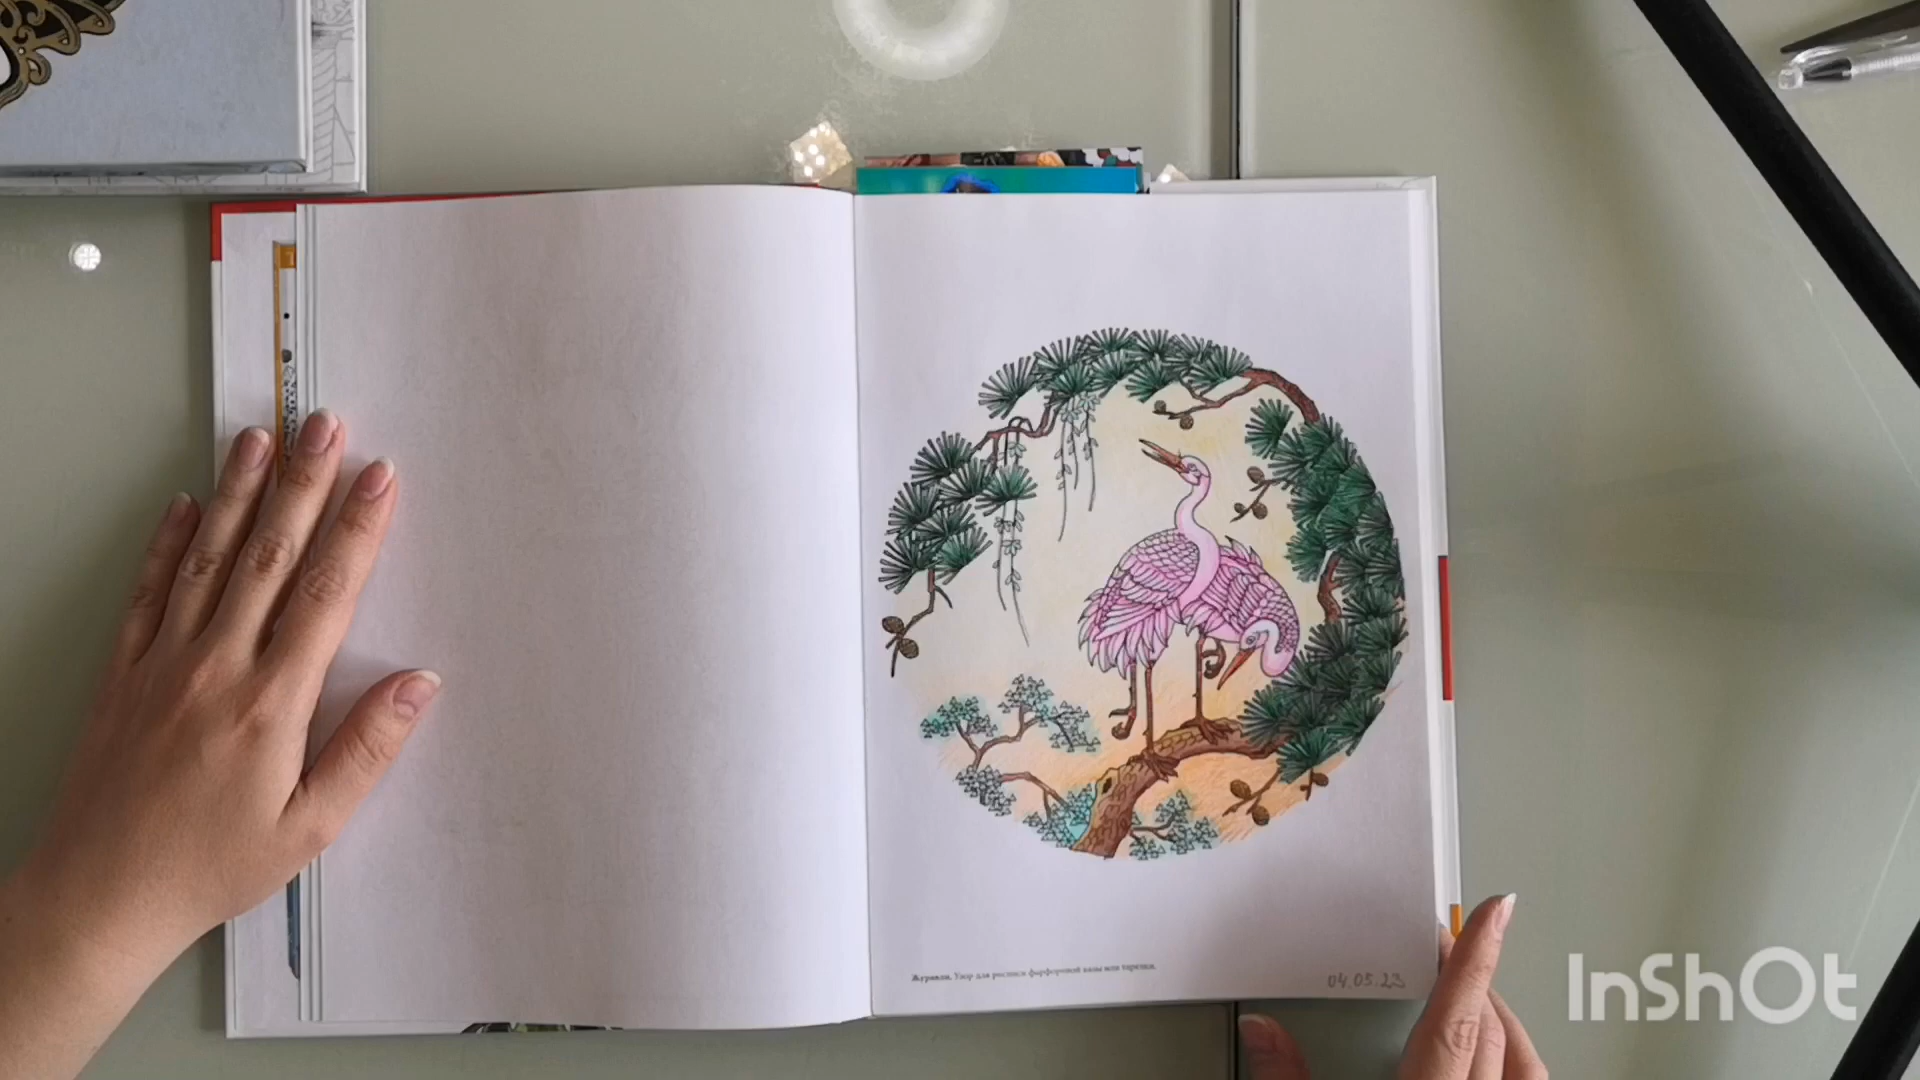 Журавли. Узор для росписи фарфоровой вазы или тарелки.
04.05.23
InShOt